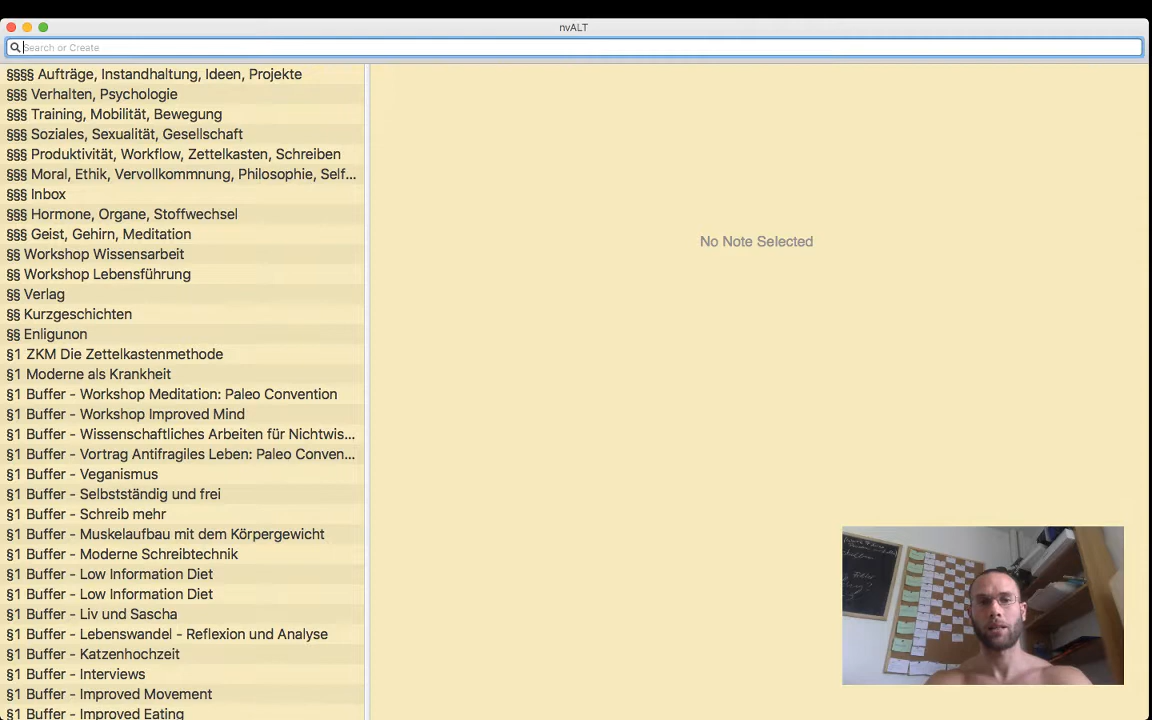 nvALT
Search or Create
§§§§ Aufträge, Instandhaltung, Ideen, Projekte
§§§ Verhalten, Psychologie
§§§ Training, Mobilität, Bewegung
§§§ Soziales, Sexualität, Gesellschaft
§§§ Produktivität, Workflow, Zettelkasten, Schreiben
§§§ Moral, Ethik, Vervollkommnung, Philosophie, Self...
§§§ Inbox
§§§ Hormone, Organe, Stoffwechsel
§§§ Geist, Gehirn, Meditation
§§ Workshop Wissensarbeit
§§ Workshop Lebensführung
§§ Verlag
§§ Kurzgeschichten
§§ Enligunon
§1 ZKM Die Zettelkastenmethode
§1 Moderne als Krankheit
§1 Buffer - Workshop Meditation: Paleo Convention
§1 Buffer - Workshop Improved Mind
§1 Buffer - Wissenschaftliches Arbeiten für Nichtwis...
§1 Buffer - Vortrag Antifragiles Leben: Paleo Conven...
§1 Buffer - Veganismus
§1 Buffer - Selbstständig und frei
§1 Buffer - Schreib mehr
§1 Buffer - Muskelaufbau mit dem Körpergewicht
§1 Buffer - Moderne Schreibtechnik
§1 Buffer - Low Information Diet
§1 Buffer - Low Information Diet
§1 Buffer - Liv und Sascha
§1 Buffer - Lebenswandel - Reflexion und Analyse
§1 Buffer - Katzenhochzeit
§1 Buffer - Interviews
§1 Buffer - Improved Movement
§1 Buffer - Improved Eating
No Note Selected